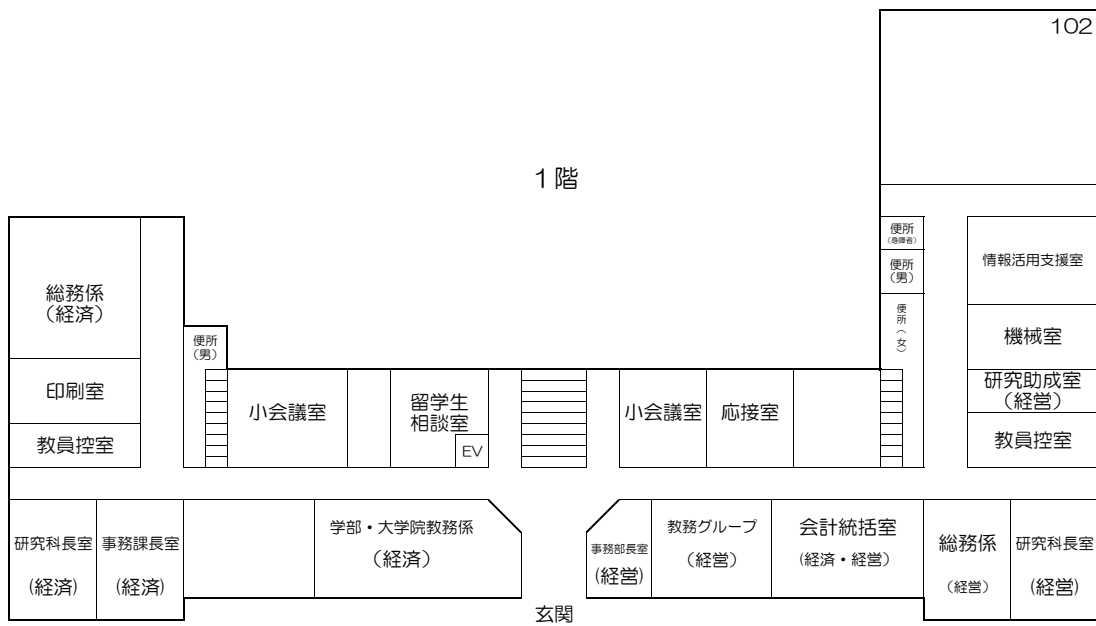 102
1階
便所
(身障者)
便所
(男)
情報活用支援室
総務係
(経済)
便所(女)
機械室
便所
(男)
印刷室
小会議室
留学生
相談室
EV
小会議室
応接室
研究助成室
(経営)
教員控室
教員控室
研究科長室
(経済)
事務課長室
(経済)
学部・大学院教務係
(経済)
事務部長室
(経営)
教務グループ
(経営)
会計統括室
(経済・経営)
総務係
(経営)
研究科長室
(経営)
玄関